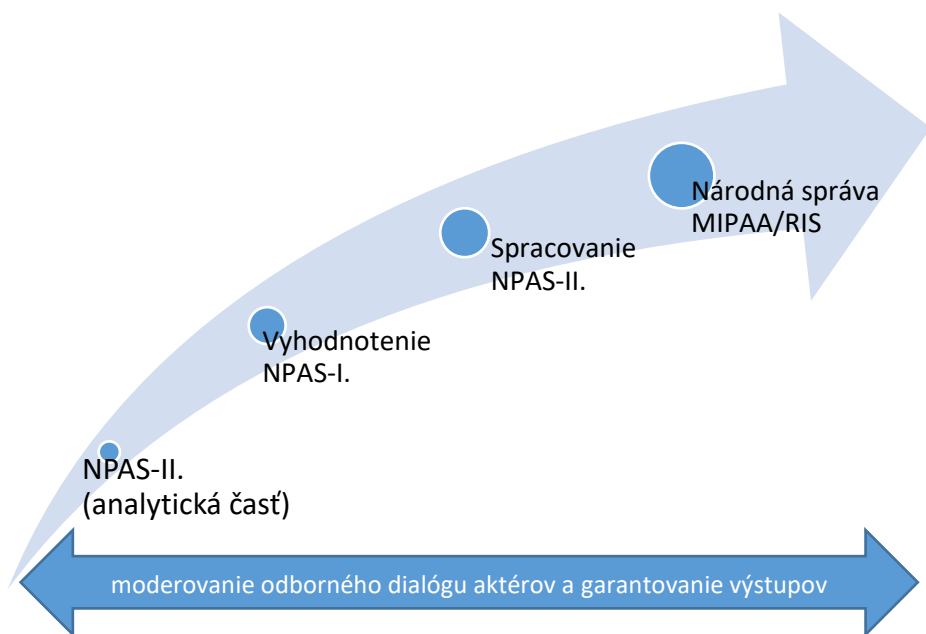 Národná správa
MIPAA/RIS
Spracovanie
NPAS-II.
Vyhodnotenie
NPAS-I.
NPAS-II.
(analytická časť)
moderovanie odborného dialógu aktérov a garantovanie výstupov